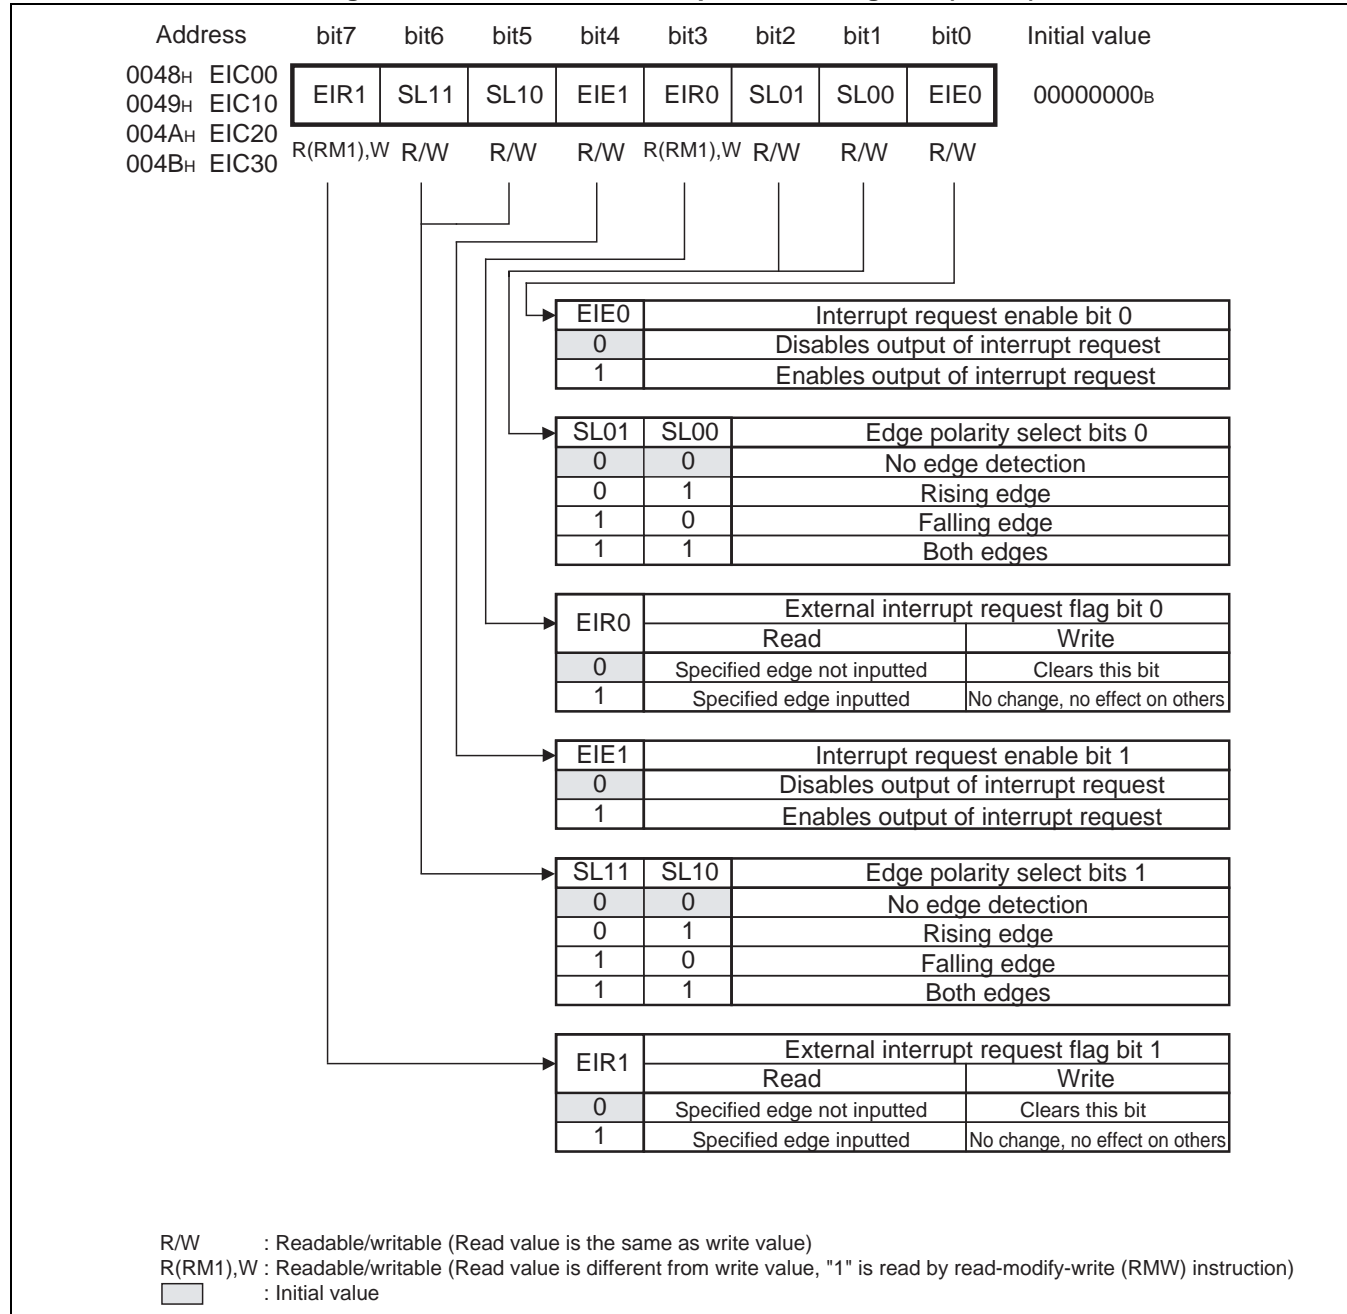 Address bit7 bit6 bit5 bit4 bit3 bit2 bit1 bit0 Initial value
0048H EIC00
0049H EIC10
004AH EIC20
004BH EIC30
EIR1 SL11 SL10 EIE1 EIR0 SL01 SL00 EIE0 00000000B
R(RM1),W R/W R/W R/W R(RM1),W R/W R/W R/W
EIE0 Interrupt request enable bit 0
0 Disables output of interrupt request
1 Enables output of interrupt request
SL01 SL00 Edge polarity select bits 0
0 0 No edge detection
0 1 Rising edge
1 0 Falling edge
1 1 Both edges
EIR0 External interrupt request flag bit 0
Read Write
0 Specified edge not inputted Clears this bit
1 Specified edge inputted No change, no effect on others
EIE1 Interrupt request enable bit 1
0 Disables output of interrupt request
1 Enables output of interrupt request
SL11 SL10 Edge polarity select bits 1
0 0 No edge detection
0 1 Rising edge
1 0 Falling edge
1 1 Both edges
EIR1 External interrupt request flag bit 1
Read Write
0 Specified edge not inputted Clears this bit
1 Specified edge inputted No change, no effect on others
R/W : Readable/writable (Read value is the same as write value)
R(RM1),W : Readable/writable (Read value is different from write value, "1" is read by read-modify-write (RMW) instruction)
: Initial value